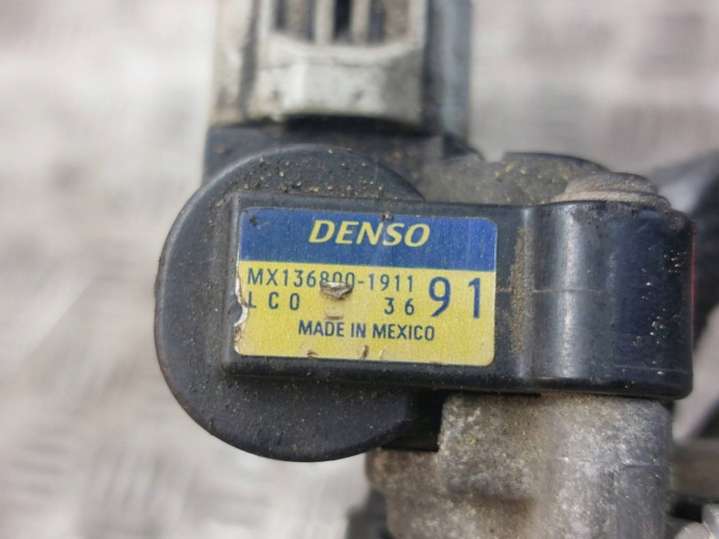 DENSO
MX136800-1911
LC0 36 91
MADE IN MEXICO